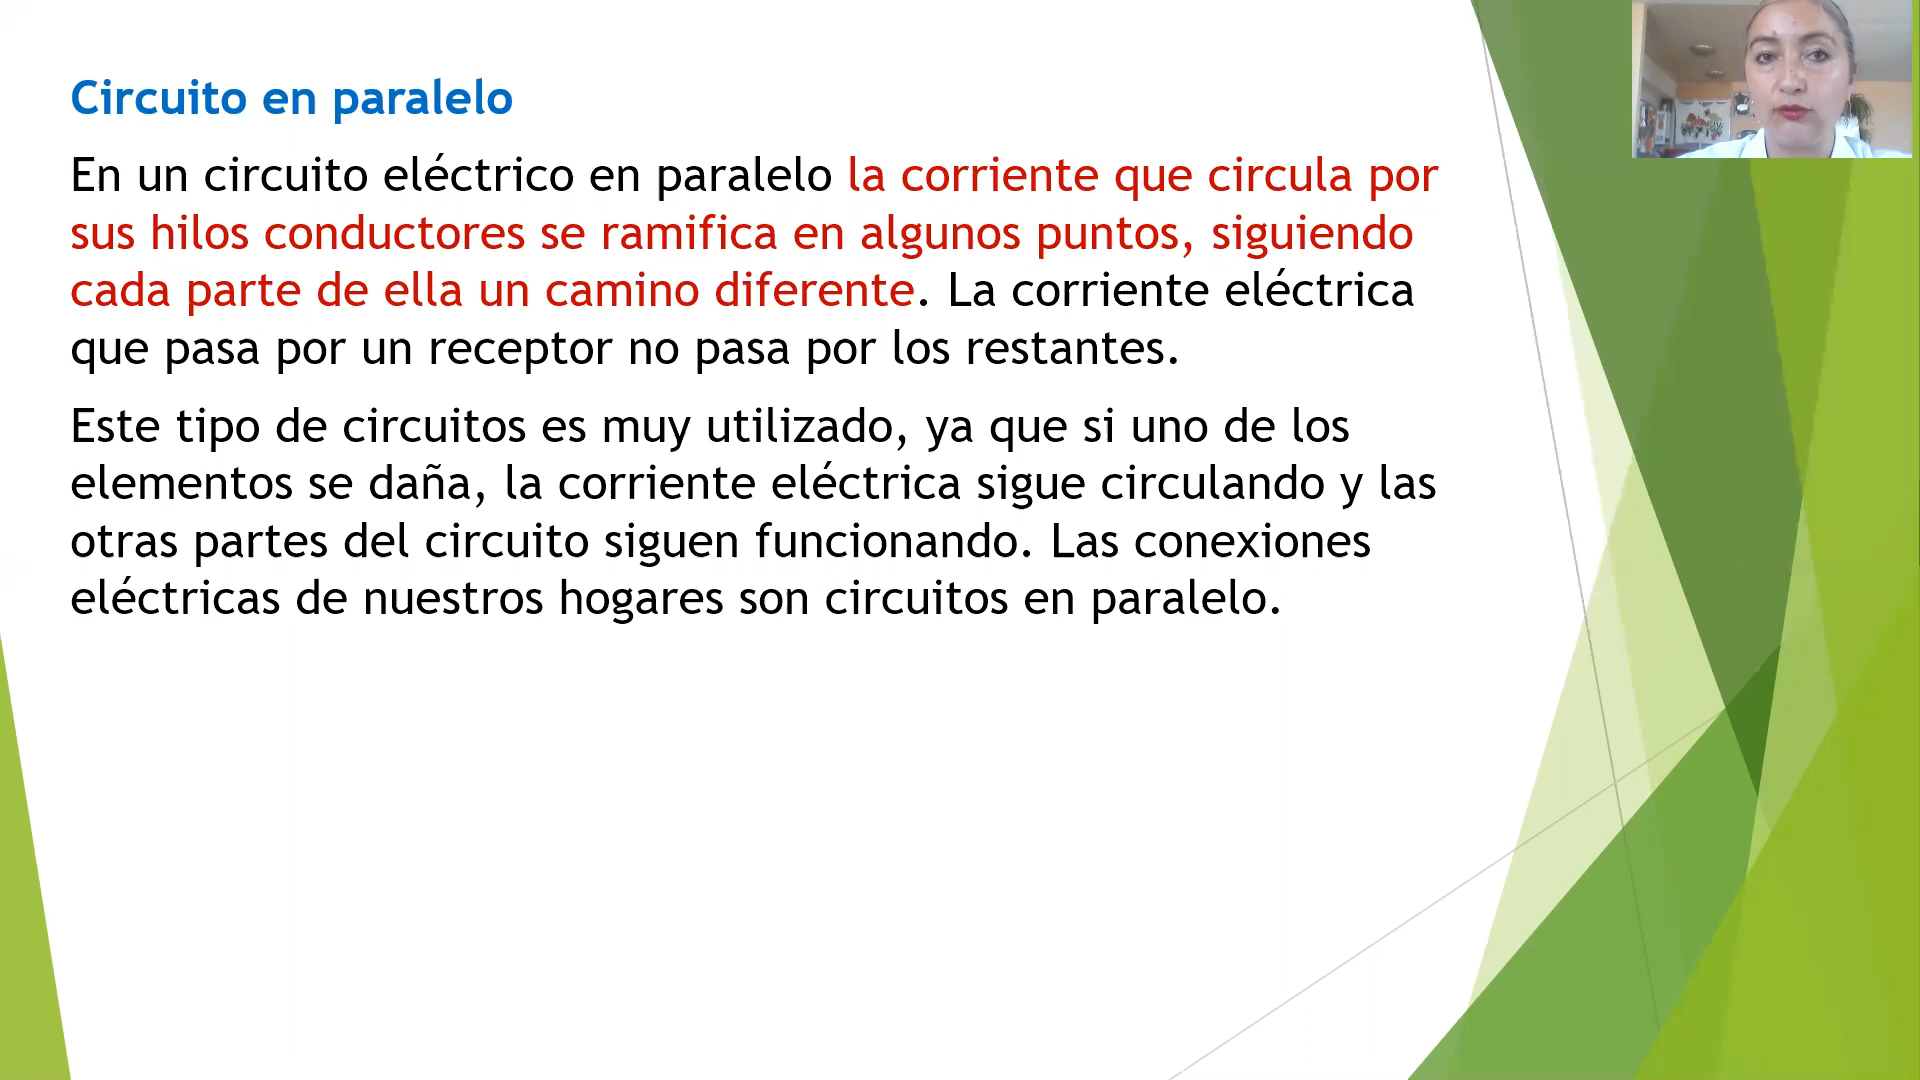 Circuito en paralelo
En un circuito eléctrico en paralelo la corriente que circula por
sus hilos conductores se ramifica en algunos puntos, siguiendo
cada parte de ella un camino diferente. La corriente eléctrica
que pasa por un receptor no pasa por los restantes.
Este tipo de circuitos es muy utilizado, ya que si uno de los
elementos se daña, la corriente eléctrica sigue circulando y las
otras partes del circuito siguen funcionando. Las conexiones
eléctricas de nuestros hogares son circuitos en paralelo.